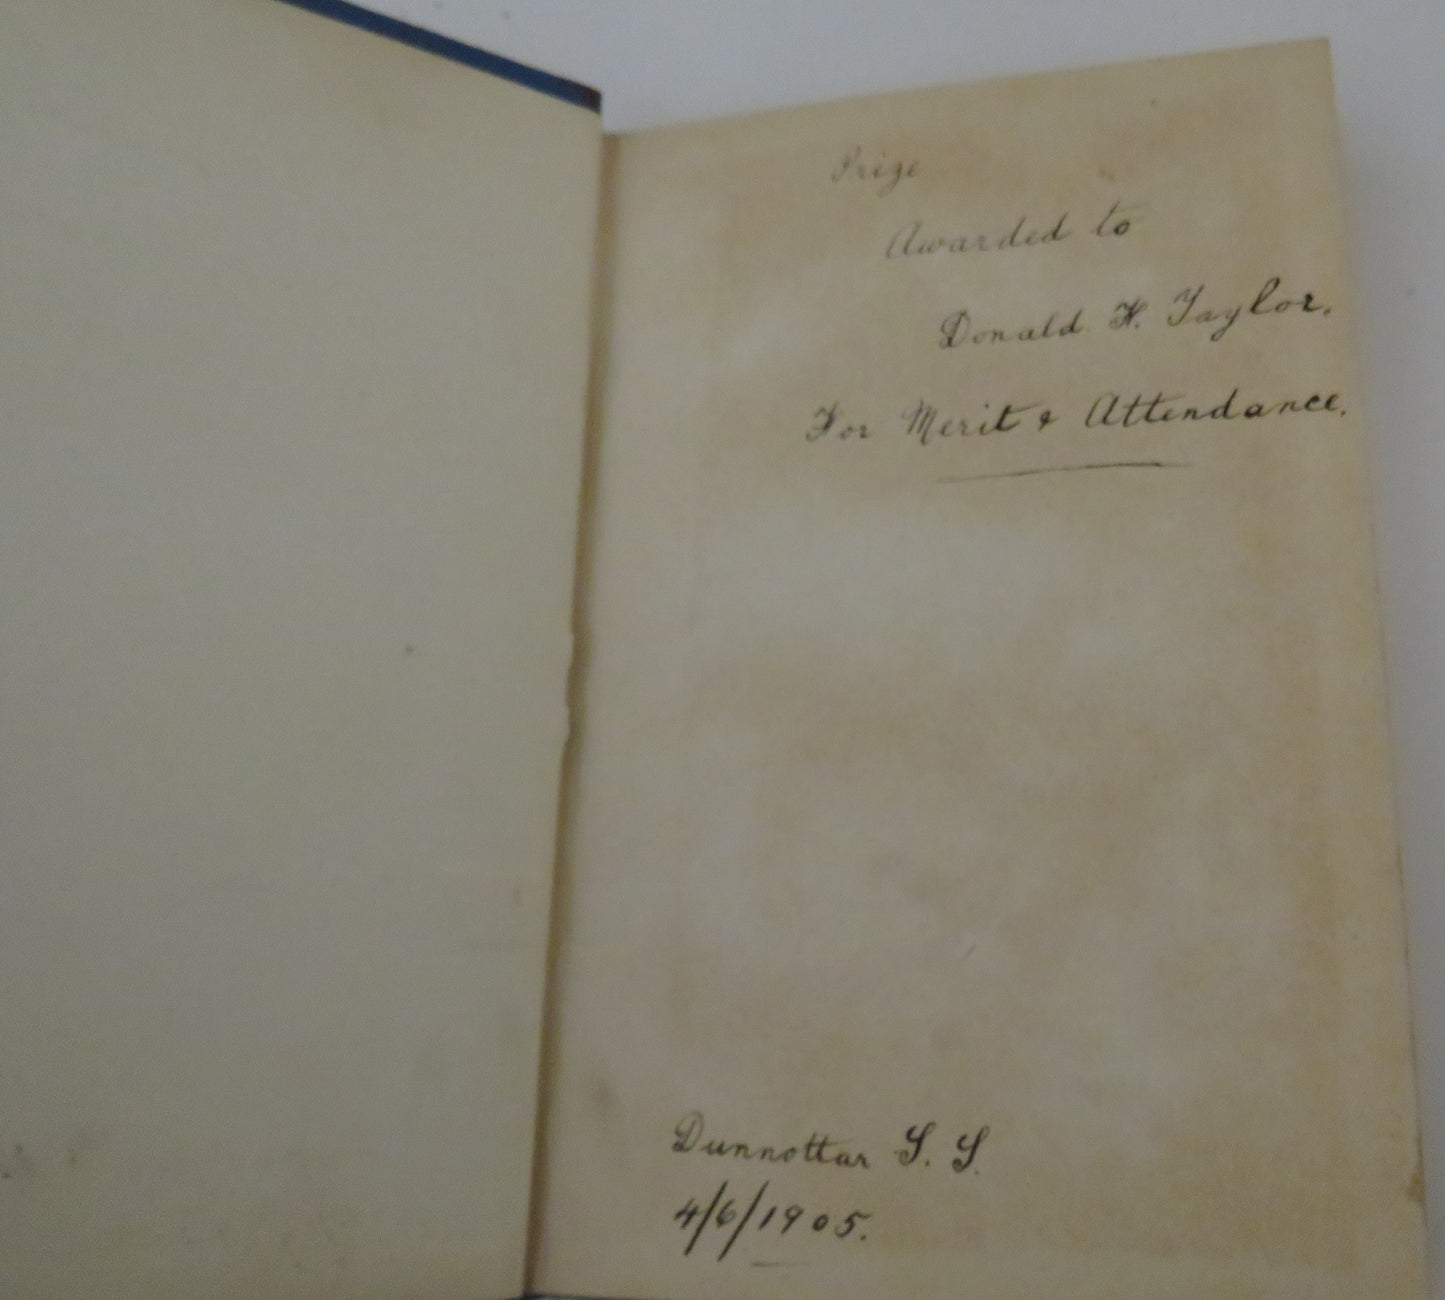 Prize
Awarded to
Donald. H. Taylor.
For Merit & Attendance.
Dunnottar S. S.
4/6/1905.